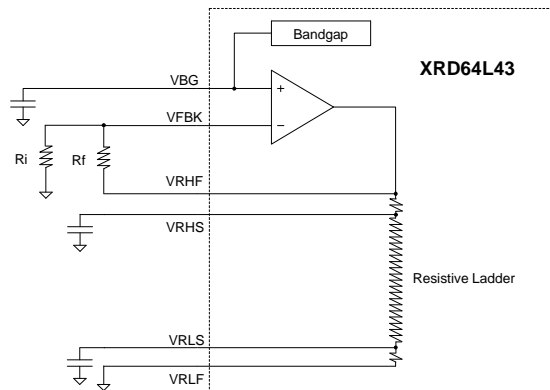 Bandgap
XRD64L43
VBG
+
VFBK
−
Ri
Rf
VRHF
VRHS
Resistive Ladder
VRLS
VRLF